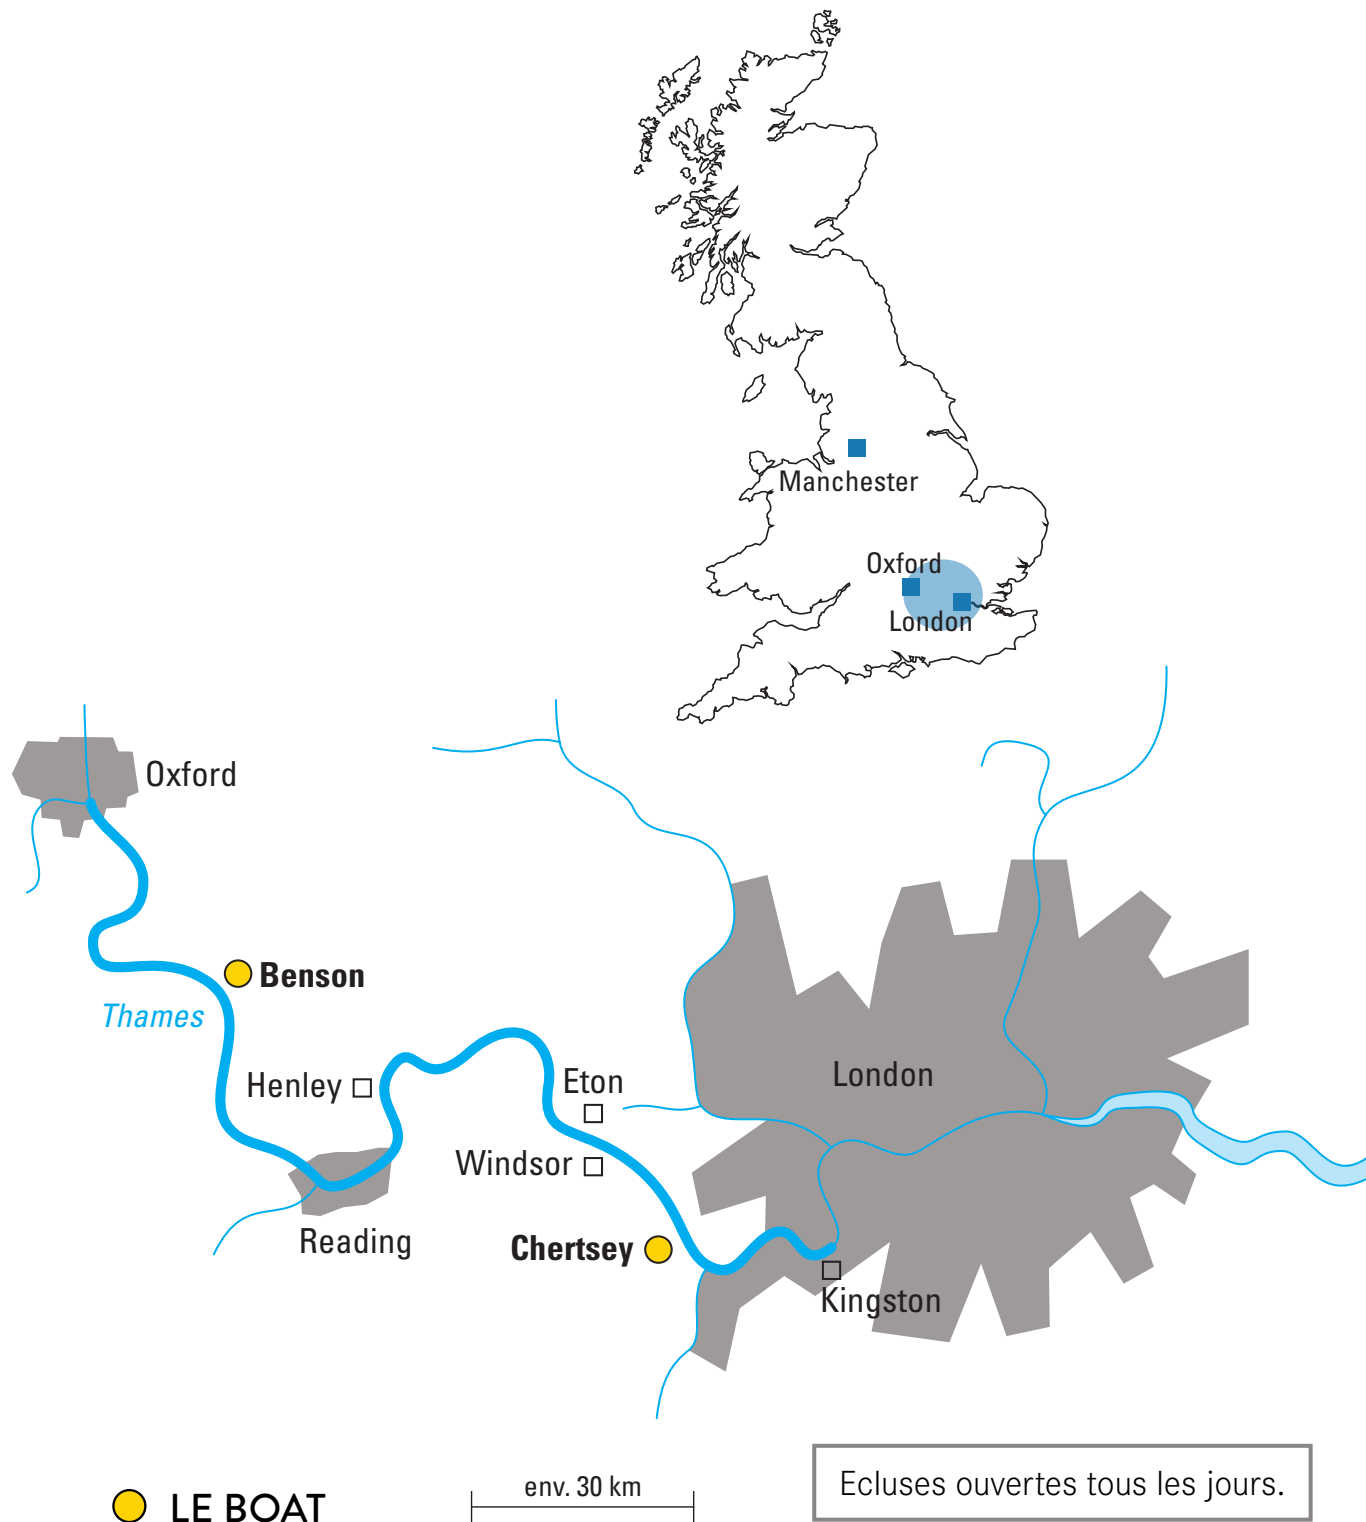 Manchester
Oxford
London
Oxford
Benson
Thames
Henley
Eton
London
Windsor
Reading
Chertsey
Kingston
LE BOAT
env. 30 km
Ecluses ouvertes tous les jours.